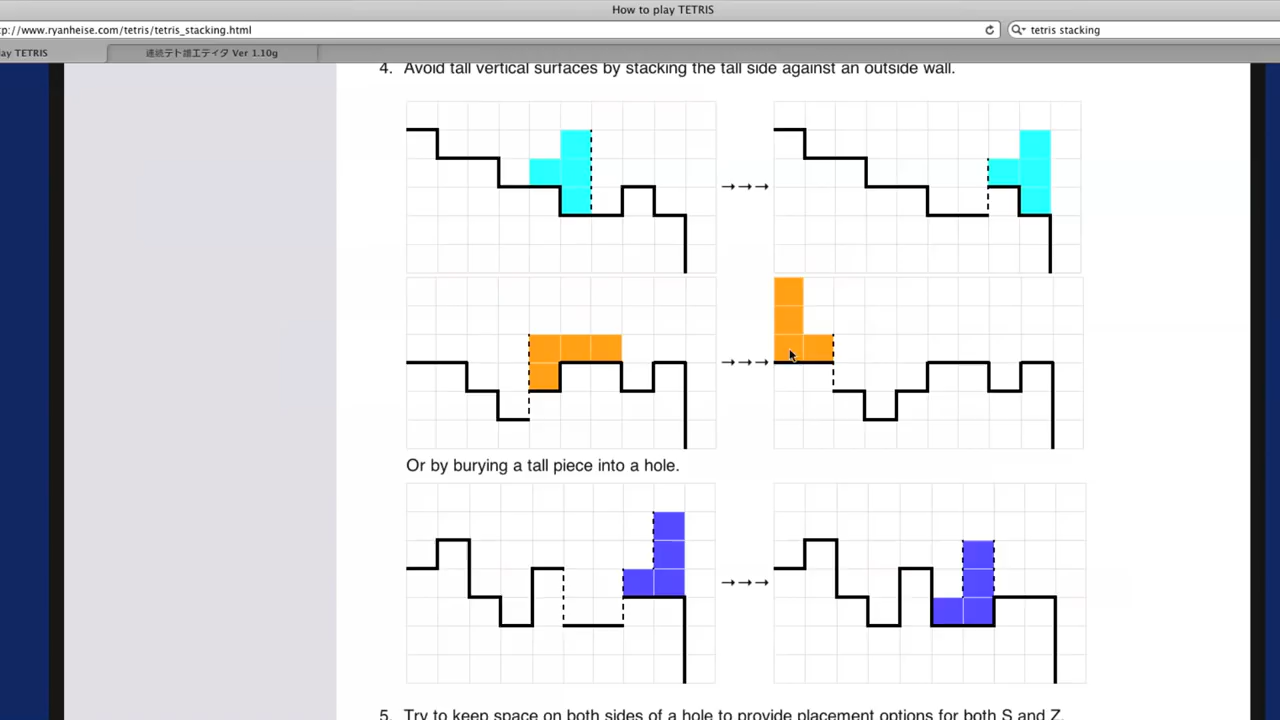 How to play TETRIS
p://www.ryanheise.com/tetris/tetris_stacking.html
tetris stacking
ay TETRIS
連続テト譜エディタ Ver 1.10g
4. Avoid tall vertical surfaces by stacking the tall side against an outside wall.
Or by burying a tall piece into a hole.
5. Try to keep space on both sides of a hole to provide placement options for both S and Z.